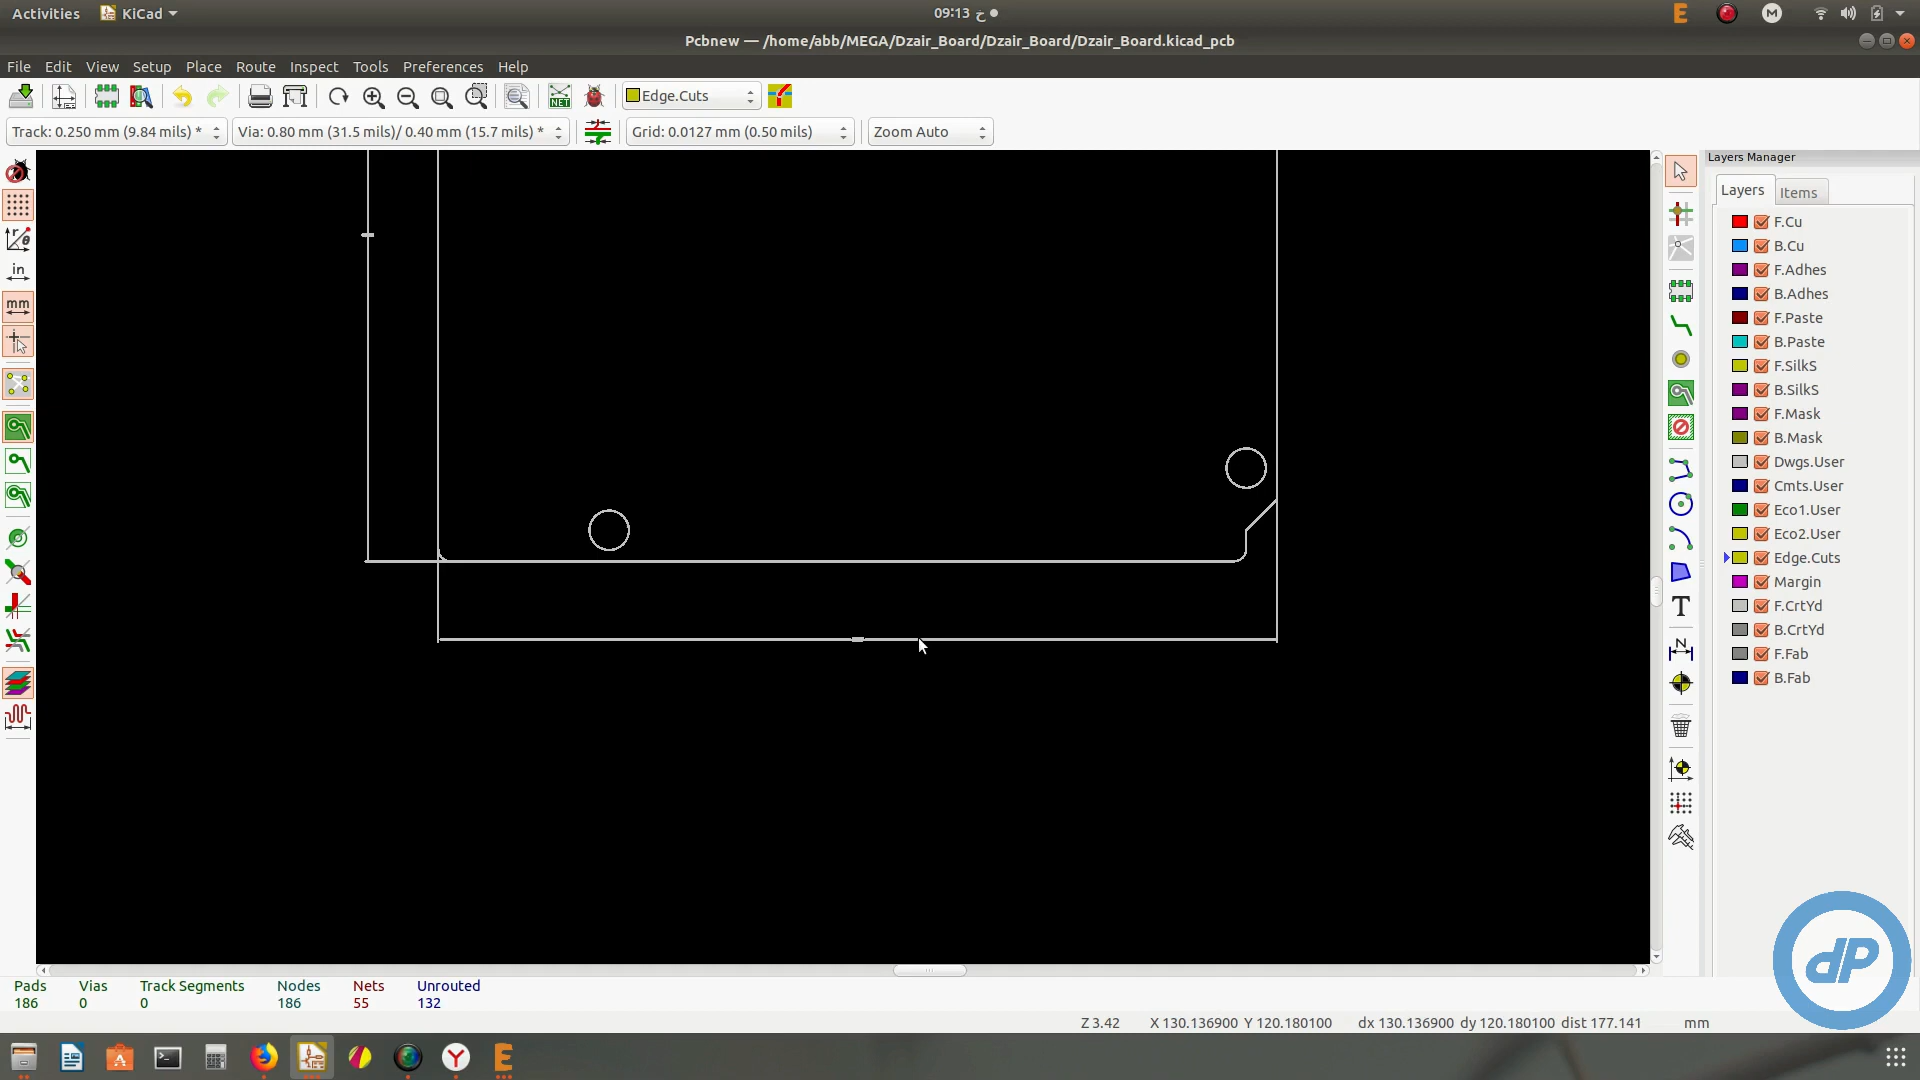 Activities KiCad 09:13 ح
Pcbnew — /home/abb/MEGA/Dzair_Board/Dzair_Board/Dzair_Board.kicad_pcb
File Edit View Setup Place Route Inspect Tools Preferences Help
NET Edge.Cuts
Track: 0.250 mm (9.84 mils) * Via: 0.80 mm (31.5 mils)/ 0.40 mm (15.7 mils) * Grid: 0.0127 mm (0.50 mils) Zoom Auto
Layers Manager
Layers Items
F.Cu
B.Cu
F.Adhes
B.Adhes
F.Paste
B.Paste
F.SilkS
B.SilkS
F.Mask
B.Mask
Dwgs.User
Cmts.User
Eco1.User
Eco2.User
Edge.Cuts
Margin
F.CrtYd
B.CrtYd
F.Fab
B.Fab
in
mm
T
N
dP
Pads Vias Track Segments Nodes Nets Unrouted
186 0 0 186 55 132
Z 3.42 X 130.136900 Y 120.180100 dx 130.136900 dy 120.180100 dist 177.141 mm